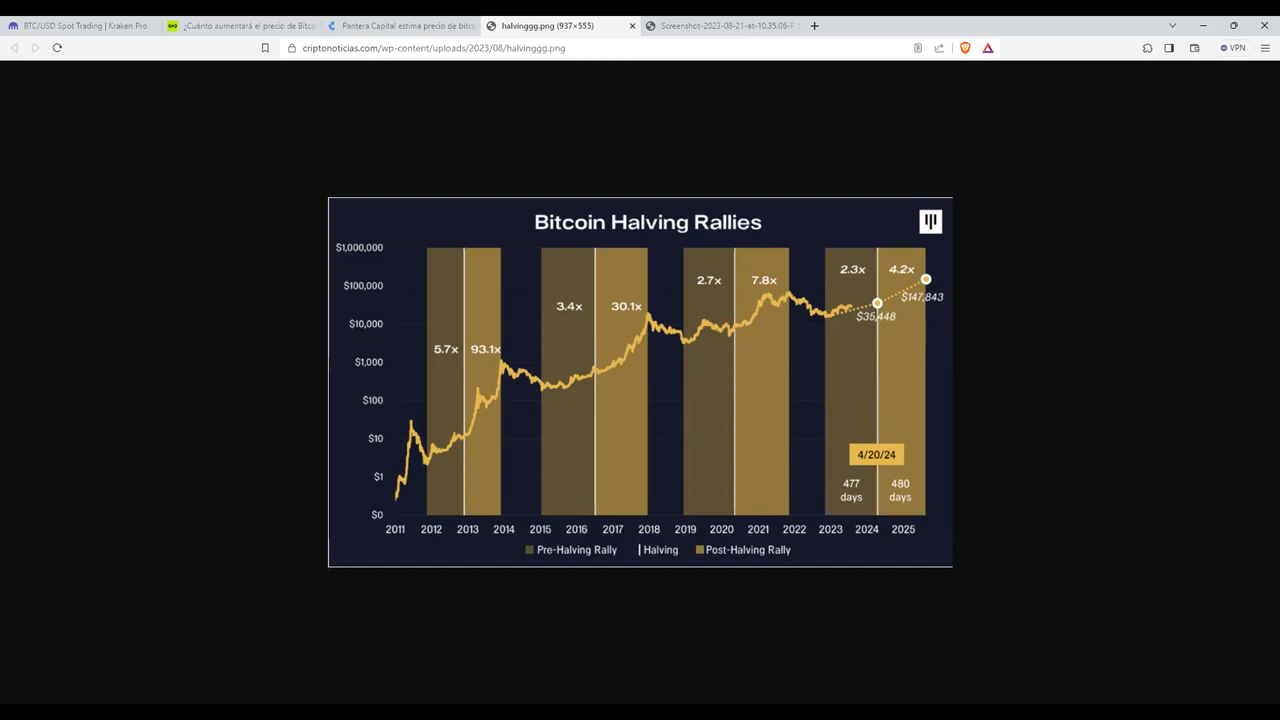 BTC/USD Spot Trading | Kraken Pro
¿Cuánto aumentará el precio de Bitco
Pantera Capital estima precio de bitco
halvinggg.png (937×555)
Screenshot-2023-08-21-at-10.35.06-
criptonoticias.com/wp-content/uploads/2023/08/halvinggg.png
VPN
Bitcoin Halving Rallies
$1,000,000
$100,000
$10,000
$1,000
$100
$10
$1
$0
5.7x 93.1x
3.4x 30.1x
2.7x 7.8x
2.3x 4.2x
$147,843
$35,448
4/20/24
477 days
480 days
2011 2012 2013 2014 2015 2016 2017 2018 2019 2020 2021 2022 2023 2024 2025
Pre-Halving Rally Halving Post-Halving Rally